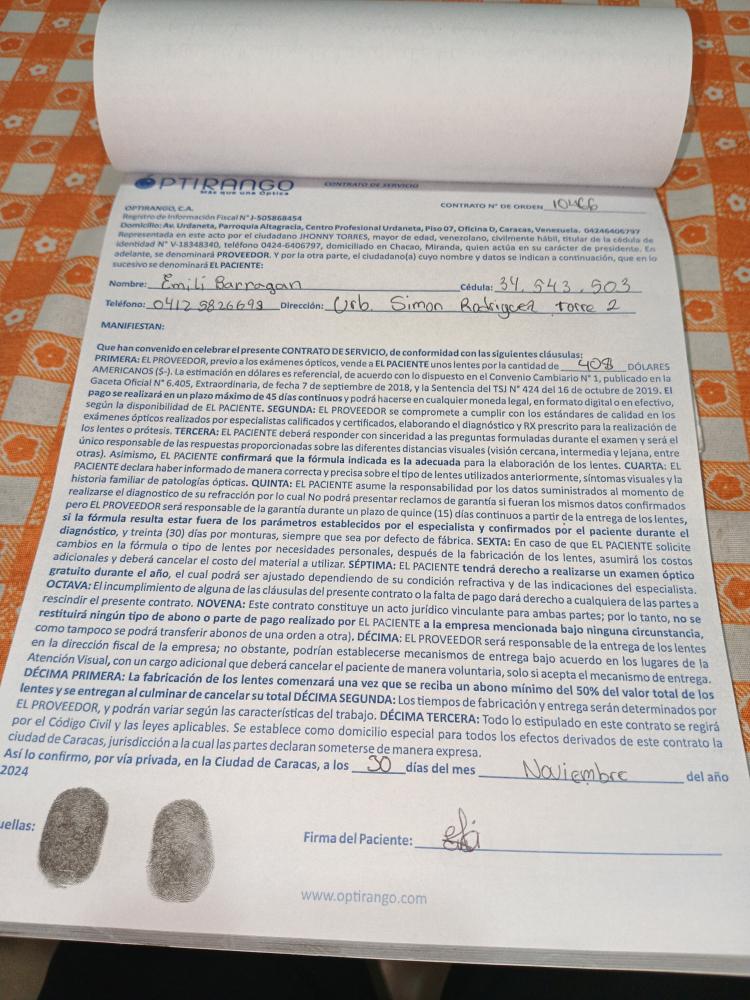 OPTIRANGO
Más que una Óptica
CONTRATO DE SERVICIO
CONTRATO N° DE ORDEN 10466
OPTIRANGO, C.A.
Registro de Información Fiscal N° J-505868454
Domicilio: Av. Urdaneta, Parroquia Altagracia, Centro Profesional Urdaneta, Piso 07, Oficina D, Caracas, Venezuela. 04246406797
Representada en este acto por el ciudadano JHONNY TORRES, mayor de edad, venezolano, civilmente hábil, titular de la cédula de
identidad N° V-18348340, teléfono 0424-6406797, domiciliado en Chacao, Miranda, quien actúa en su carácter de presidente. En
adelante, se denominará PROVEEDOR. Y por la otra parte, el ciudadano(a) cuyo nombre y datos se indican a continuación, que en lo
sucesivo se denominará EL PACIENTE:
Nombre: Emili Barragan Cédula: 34.543.503
Teléfono: 0412 5826698 Dirección: Urb. Simon Rodriguez torre 2
MANIFIESTAN:
Que han convenido en celebrar el presente CONTRATO DE SERVICIO, de conformidad con las siguientes cláusulas:
PRIMERA: EL PROVEEDOR, previo a los exámenes ópticos, vende a EL PACIENTE unos lentes por la cantidad de 408 DÓLARES
AMERICANOS ($-). La estimación en dólares es referencial, de acuerdo con lo dispuesto en el Convenio Cambiario N° 1, publicado en la
Gaceta Oficial N° 6.405, Extraordinaria, de fecha 7 de septiembre de 2018, y la Sentencia del TSJ N° 424 del 16 de octubre de 2019. El
pago se realizará en un plazo máximo de 45 días continuos y podrá hacerse en cualquier moneda legal, en formato digital o en efectivo,
según la disponibilidad de EL PACIENTE. SEGUNDA: EL PROVEEDOR se compromete a cumplir con los estándares de calidad en los
exámenes ópticos realizados por especialistas calificados y certificados, elaborando el diagnóstico y RX prescrito para la realización de
los lentes o prótesis. TERCERA: EL PACIENTE deberá responder con sinceridad a las preguntas formuladas durante el examen y será el
único responsable de las respuestas proporcionadas sobre las diferentes distancias visuales (visión cercana, intermedia y lejana, entre
otras). Asimismo, EL PACIENTE confirmará que la fórmula indicada es la adecuada para la elaboración de los lentes. CUARTA: EL
PACIENTE declara haber informado de manera correcta y precisa sobre el tipo de lentes utilizados anteriormente, síntomas visuales y la
historia familiar de patologías ópticas. QUINTA: EL PACIENTE asume la responsabilidad por los datos suministrados al momento de
realizarse el diagnostico de su refracción por lo cual No podrá presentar reclamos de garantía si fueran los mismos datos confirmados
pero EL PROVEEDOR será responsable de la garantía durante un plazo de quince (15) días continuos a partir de la entrega de los lentes,
si la fórmula resulta estar fuera de los parámetros establecidos por el especialista y confirmados por el paciente durante el
diagnóstico, y treinta (30) días por monturas, siempre que sea por defecto de fábrica. SEXTA: En caso de que EL PACIENTE solicite
cambios en la fórmula o tipo de lentes por necesidades personales, después de la fabricación de los lentes, asumirá los costos
adicionales y deberá cancelar el costo del material a utilizar. SÉPTIMA: EL PACIENTE tendrá derecho a realizarse un examen óptico
gratuito durante el año, el cual podrá ser ajustado dependiendo de su condición refractiva y de las indicaciones del especialista.
OCTAVA: El incumplimiento de alguna de las cláusulas del presente contrato o la falta de pago dará derecho a cualquiera de las partes a
rescindir el presente contrato. NOVENA: Este contrato constituye un acto jurídico vinculante para ambas partes; por lo tanto, no se
restituirá ningún tipo de abono o parte de pago realizado por EL PACIENTE a la empresa mencionada bajo ninguna circunstancia,
como tampoco se podrá transferir abonos de una orden a otra). DÉCIMA: EL PROVEEDOR será responsable de la entrega de los lentes
en la dirección fiscal de la empresa; no obstante, podrían establecerse mecanismos de entrega bajo acuerdo en los lugares de la
Atención Visual, con un cargo adicional que deberá cancelar el paciente de manera voluntaria, solo si acepta el mecanismo de entrega.
DÉCIMA PRIMERA: La fabricación de los lentes comenzará una vez que se reciba un abono mínimo del 50% del valor total de los
lentes y se entregan al culminar de cancelar su total DÉCIMA SEGUNDA: Los tiempos de fabricación y entrega serán determinados por
EL PROVEEDOR, y podrán variar según las características del trabajo. DÉCIMA TERCERA: Todo lo estipulado en este contrato se regirá
por el Código Civil y las leyes aplicables. Se establece como domicilio especial para todos los efectos derivados de este contrato la
ciudad de Caracas, jurisdicción a la cual las partes declaran someterse de manera expresa.
Así lo confirmo, por vía privada, en la Ciudad de Caracas, a los 30 días del mes Noviembre del año
2024
uellas:
Firma del Paciente:
www.optirango.com